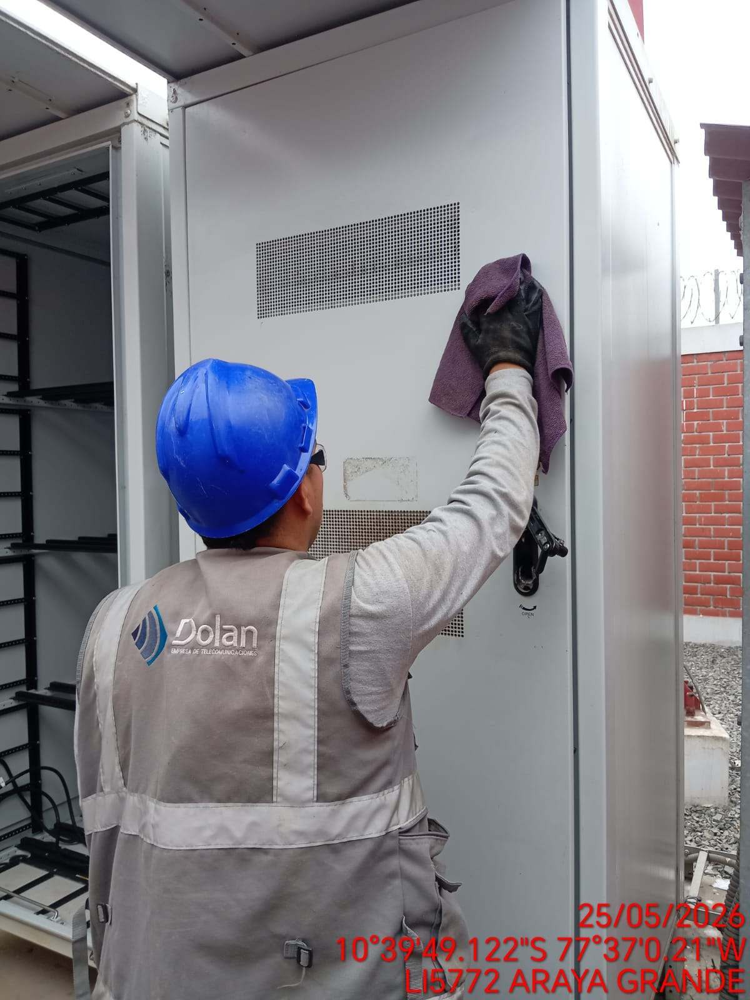 Dolan
EMPRESA DE TELECOMUNICACIONES
OPEN
25/05/2026
10°39'49.122"S 77°37'0.21"W
LI5772 ARAYA GRANDE